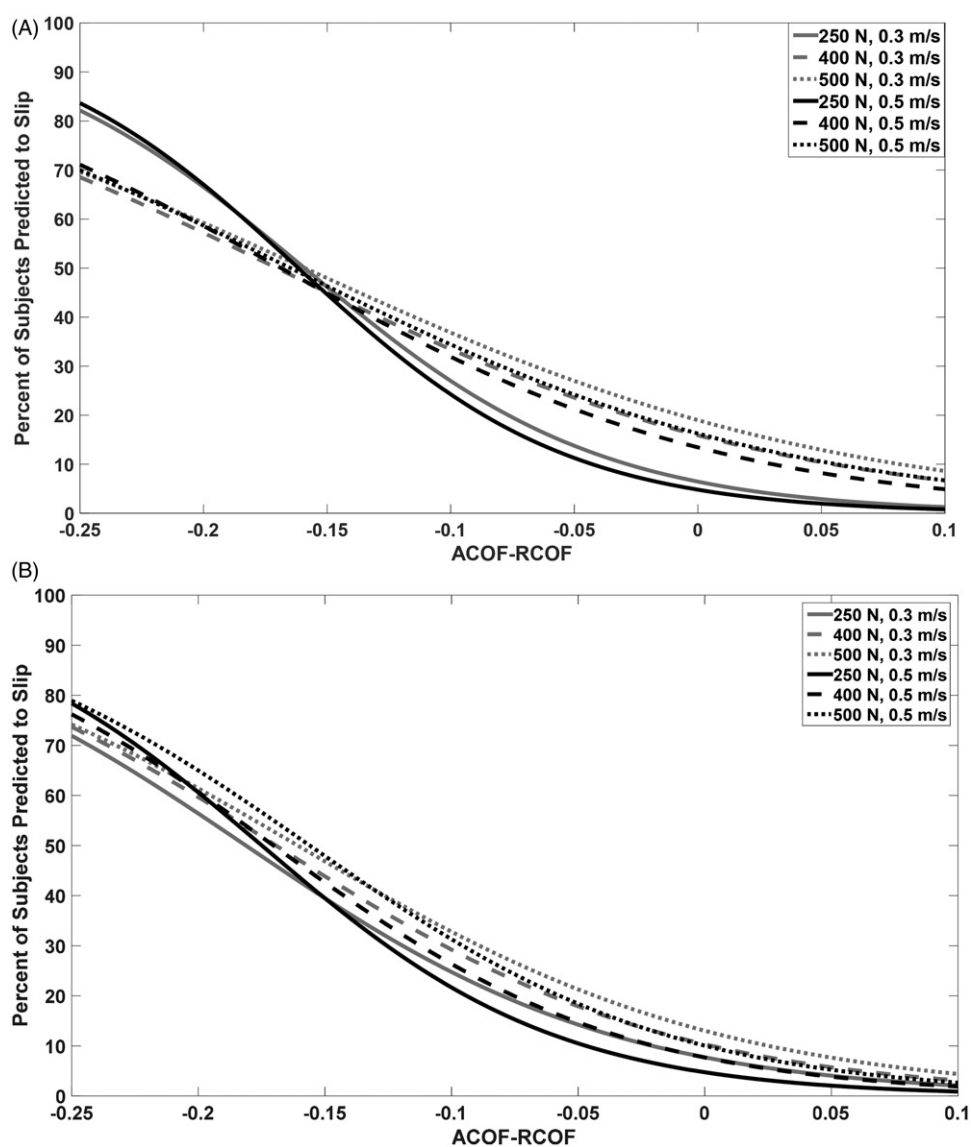 (A)
Percent of Subjects Predicted to Slip
100
90
80
70
60
50
40
30
20
10
0
250 N, 0.3 m/s
400 N, 0.3 m/s
500 N, 0.3 m/s
250 N, 0.5 m/s
400 N, 0.5 m/s
500 N, 0.5 m/s
-0.25 -0.2 -0.15 -0.1 -0.05 0 0.05 0.1
ACOF-RCOF
(B)
Percent of Subjects Predicted to Slip
100
90
80
70
60
50
40
30
20
10
0
250 N, 0.3 m/s
400 N, 0.3 m/s
500 N, 0.3 m/s
250 N, 0.5 m/s
400 N, 0.5 m/s
500 N, 0.5 m/s
-0.25 -0.2 -0.15 -0.1 -0.05 0 0.05 0.1
ACOF-RCOF